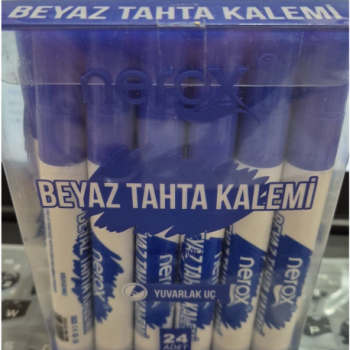 BEYAZ TAHTA KALEMİ
nerox
BEYAZ TAHTA KALEMİ
YUVARLAK UÇ
24
ADET
nerox
nerox